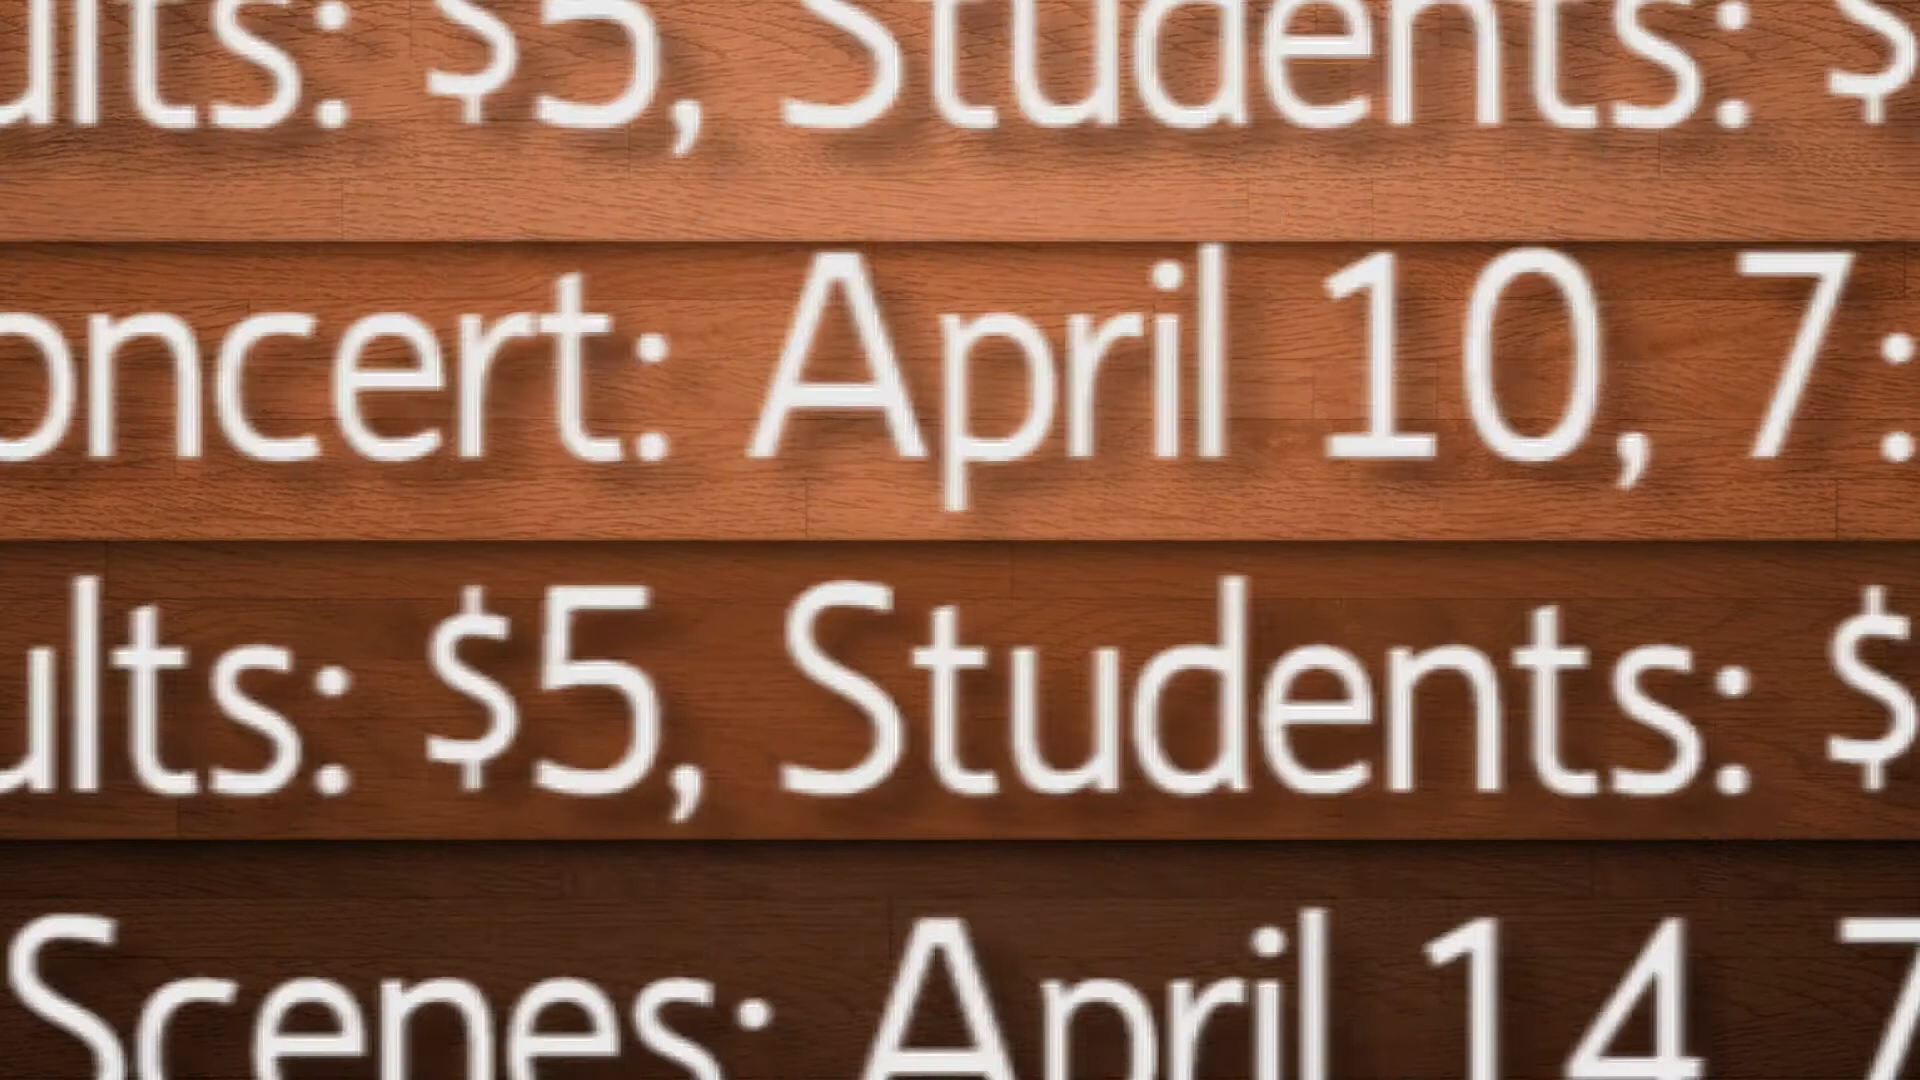 ults: $5, Students: $
oncert: April 10, 7:
ults: $5, Students: $
Scenes: April 14, 7